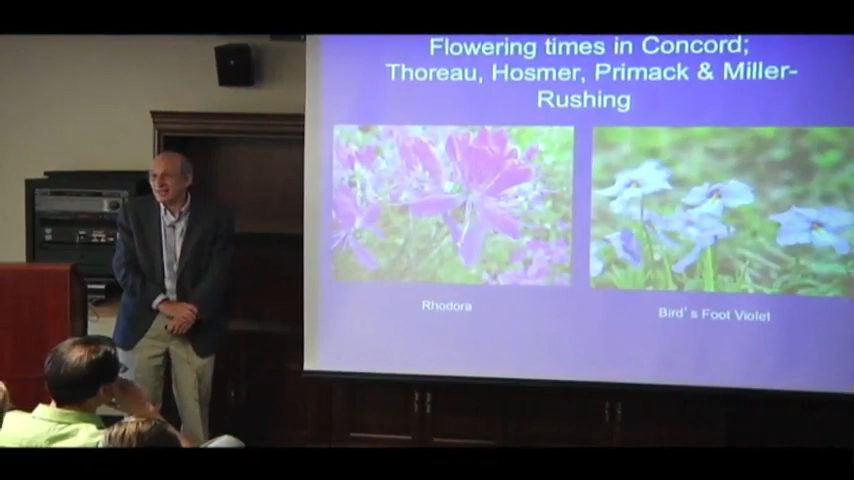 Flowering times in Concord;
Thoreau, Hosmer, Primack & Miller-
Rushing
Rhodora
Bird's Foot Violet